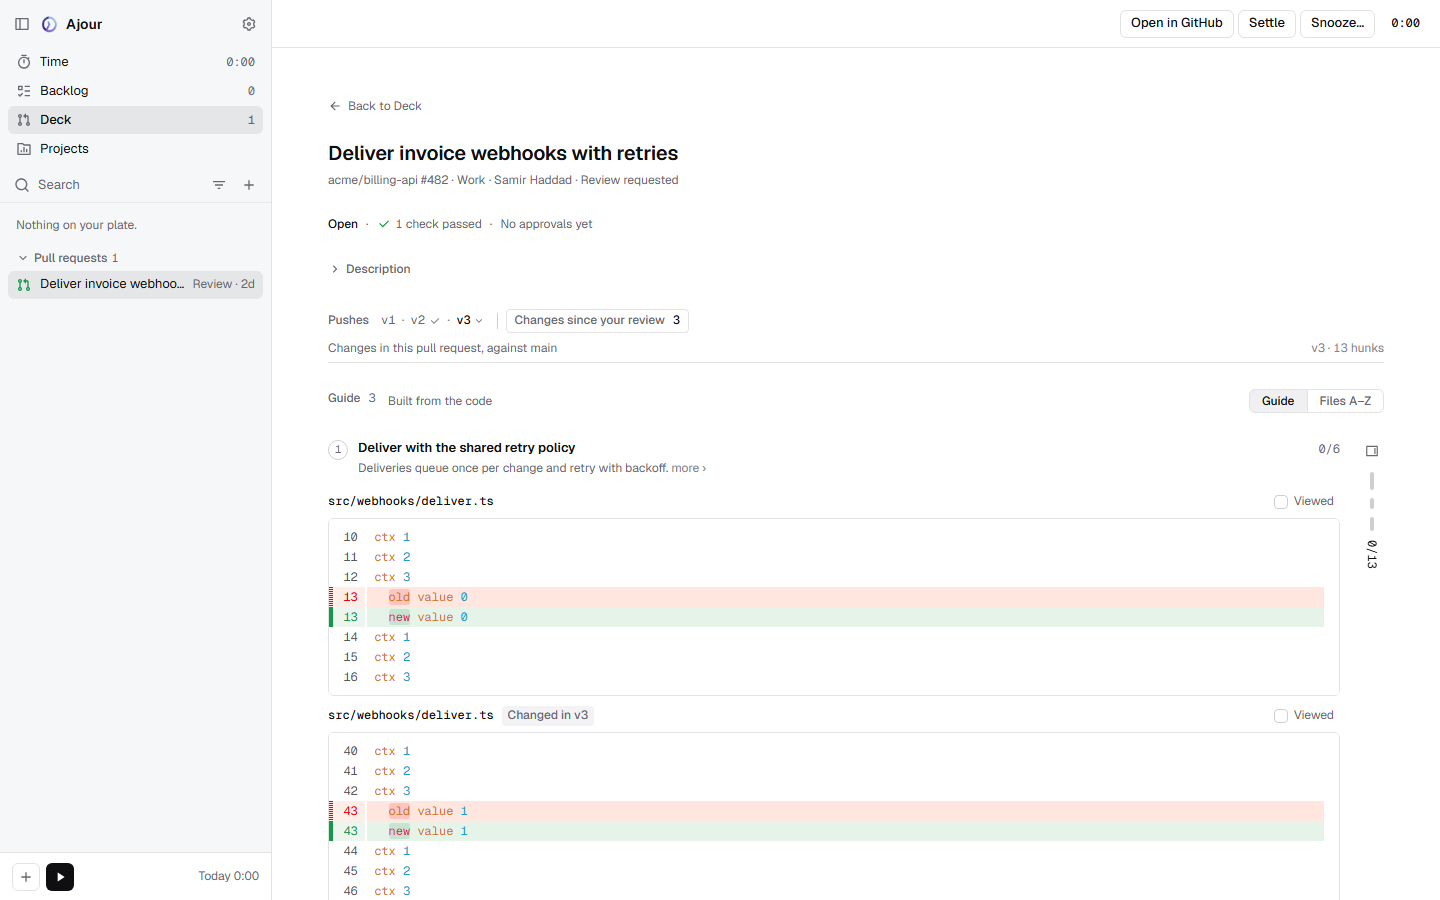 Ajour
Time 0:00
Backlog 0
Deck 1
Projects
Search
Nothing on your plate.
Pull requests 1
Deliver invoice webhoo... Review · 2d
Today 0:00
Open in GitHub
Settle
Snooze...
0:00
Back to Deck
Deliver invoice webhooks with retries
acme/billing-api #482 · Work · Samir Haddad · Review requested
Open · 1 check passed · No approvals yet
Description
Pushes v1 · v2 · v3 Changes since your review 3
Changes in this pull request, against main v3 · 13 hunks
Guide 3 Built from the code Guide Files A–Z
1 Deliver with the shared retry policy 0/6
Deliveries queue once per change and retry with backoff. more ›
src/webhooks/deliver.ts Viewed
10 ctx 1
11 ctx 2
12 ctx 3
13 old value 0
13 new value 0
14 ctx 1
15 ctx 2
16 ctx 3
0/13
src/webhooks/deliver.ts Changed in v3 Viewed
40 ctx 1
41 ctx 2
42 ctx 3
43 old value 1
43 new value 1
44 ctx 1
45 ctx 2
46 ctx 3